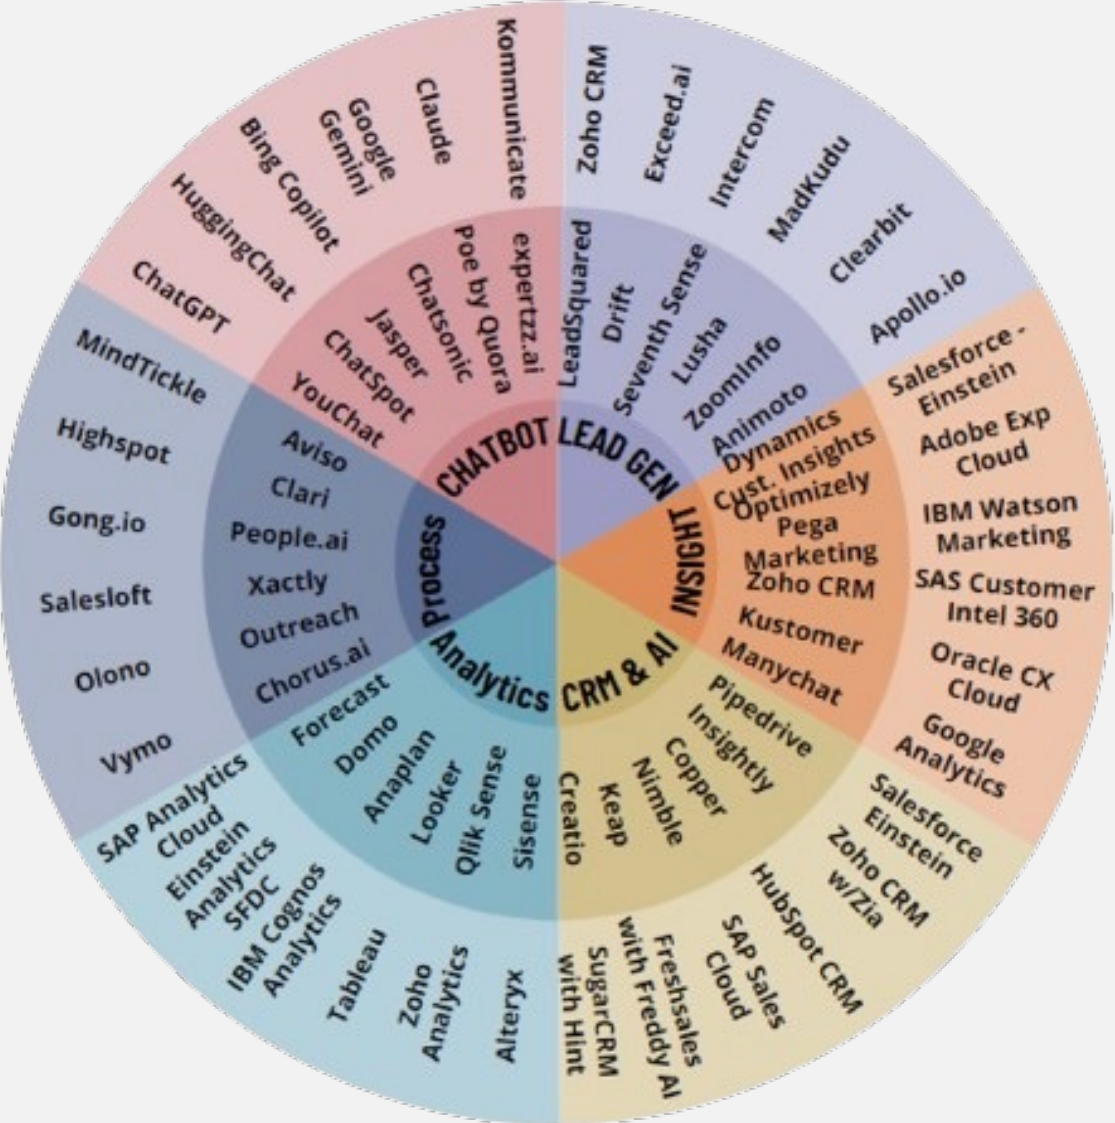 CHATBOT
Kommunicate
Claude
Google
Gemini
Bing Copilot
HuggingChat
ChatGPT
expertzz.ai
Poe by Quora
Chatsonic
Jasper
ChatSpot
YouChat
LEAD GEN
Zoho CRM
Exceed.ai
Intercom
MadKudu
Clearbit
Apollo.io
LeadSquared
Drift
Seventh Sense
Lusha
ZoomInfo
Animoto
INSIGHT
Salesforce -
Einstein
Adobe Exp
Cloud
IBM Watson
Marketing
SAS Customer
Intel 360
Oracle CX
Cloud
Google
Analytics
Dynamics
Cust. Insights
Optimizely
Pega
Marketing
Zoho CRM
Kustomer
Manychat
CRM & AI
Salesforce
Einstein
Zoho CRM
w/Zia
HubSpot CRM
SAP Sales
Cloud
Freshsales
with Freddy AI
SugarCRM
with Hint
Pipedrive
Insightly
Copper
Nimble
Keap
Creatio
Analytics
SAP Analytics
Cloud
Einstein
Analytics
SFDC
IBM Cognos
Analytics
Tableau
Zoho
Analytics
Alteryx
Forecast
Domo
Anaplan
Looker
Qlik Sense
Sisense
Process
MindTickle
Highspot
Gong.io
Salesloft
Olono
Vymo
Aviso
Clari
People.ai
Xactly
Outreach
Chorus.ai